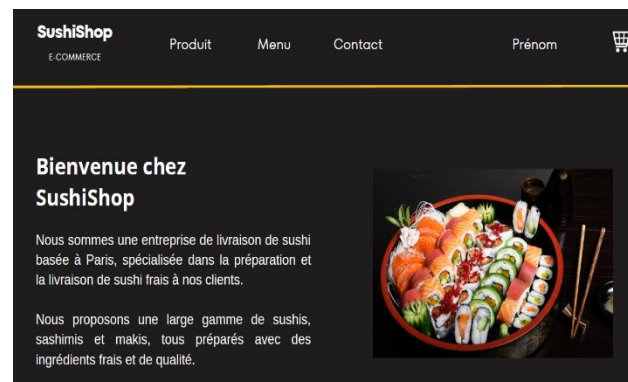 SushiShop
E-COMMERCE
Produit
Menu
Contact
Prénom
Bienvenue chez
SushiShop
Nous sommes une entreprise de livraison de sushi
basée à Paris, spécialisée dans la préparation et
la livraison de sushi frais à nos clients.
Nous proposons une large gamme de sushis,
sashimis et makis, tous préparés avec des
ingrédients frais et de qualité.